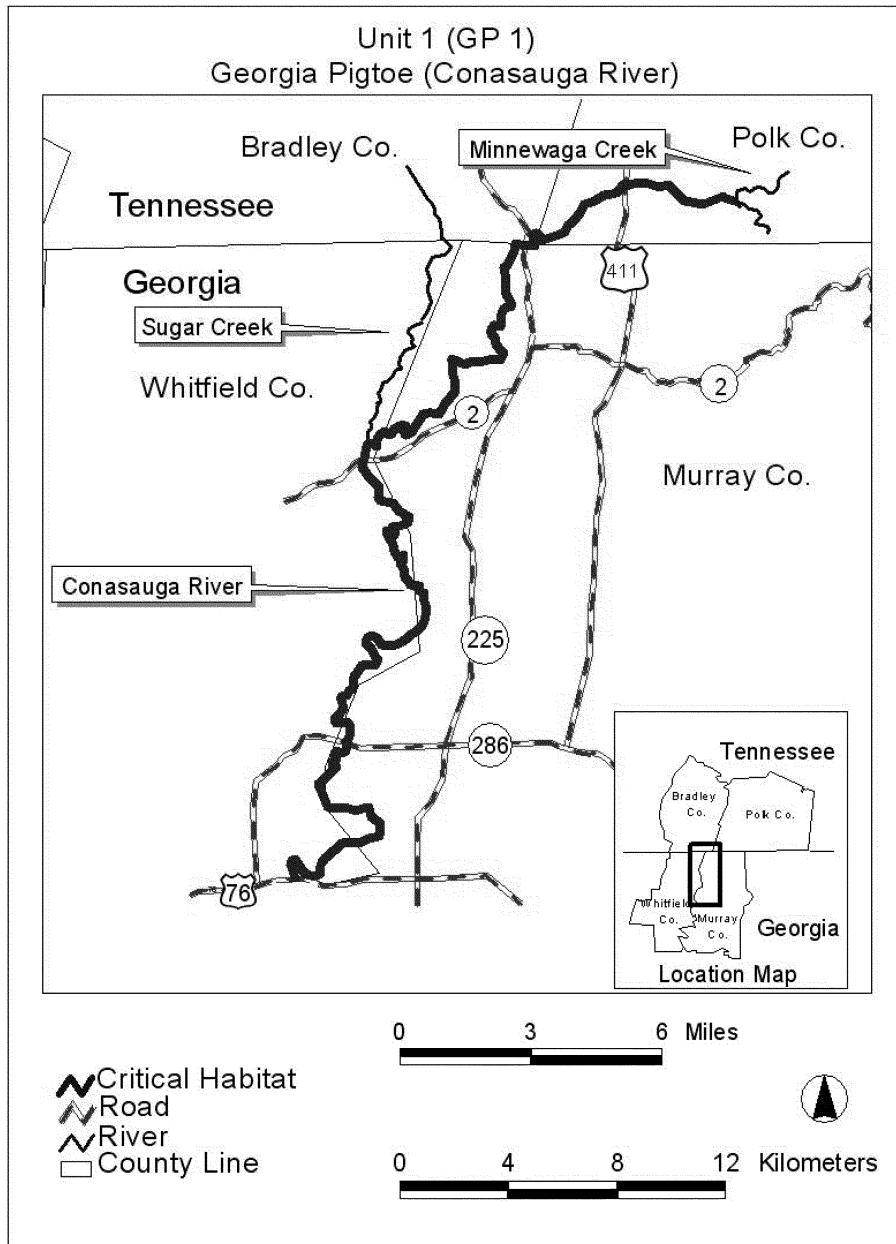 Unit 1 (GP 1)
Georgia Pigtoe (Conasauga River)
Bradley Co.
Minnewaga Creek
Polk Co.
Tennessee
Georgia
411
Sugar Creek
Whitfield Co.
2
2
Murray Co.
Conasauga River
225
286
76
Tennessee
Bradley
Co.
Polk Co.
Whitfield
Co.
Murray
Co.
Georgia
Location Map
0 3 6 Miles
Critical Habitat
Road
River
County Line
0 4 8 12 Kilometers